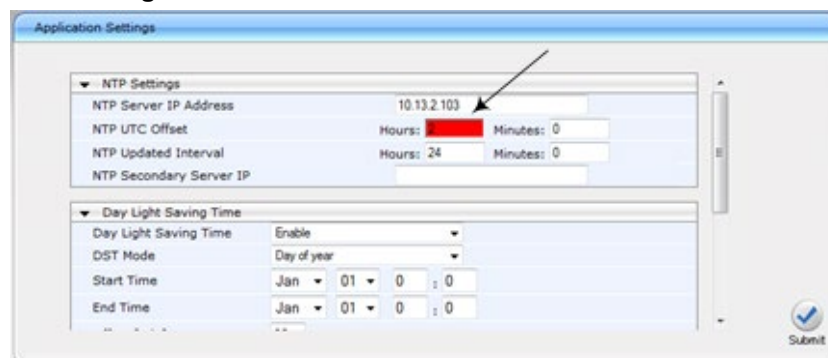 Application Settings
NTP Settings
NTP Server IP Address 10.13.2.103
NTP UTC Offset Hours: 2 Minutes: 0
NTP Updated Interval Hours: 24 Minutes: 0
NTP Secondary Server IP
Day Light Saving Time
Day Light Saving Time Enable
DST Mode Day of year
Start Time Jan 01 0 : 0
End Time Jan 01 0 : 0
Submit